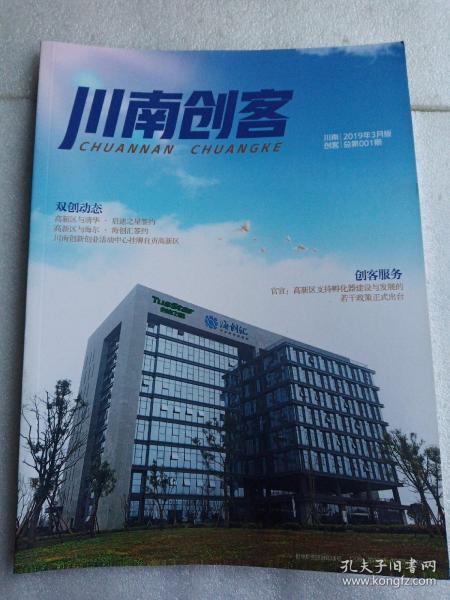 川南创客
CHUANNAN CHUANGKE
川南 2019年3月版
创客 总第001期
双创动态
高新区与清华·启迪之星签约
高新区与海尔·海创汇签约
川南创新创业活动中心挂牌自贡高新区
创客服务
官宣：高新区支持孵化器建设与发展的
若干政策正式出台
TusStar
启迪之星
海创汇
孔夫子旧书网
www.kongfz.com